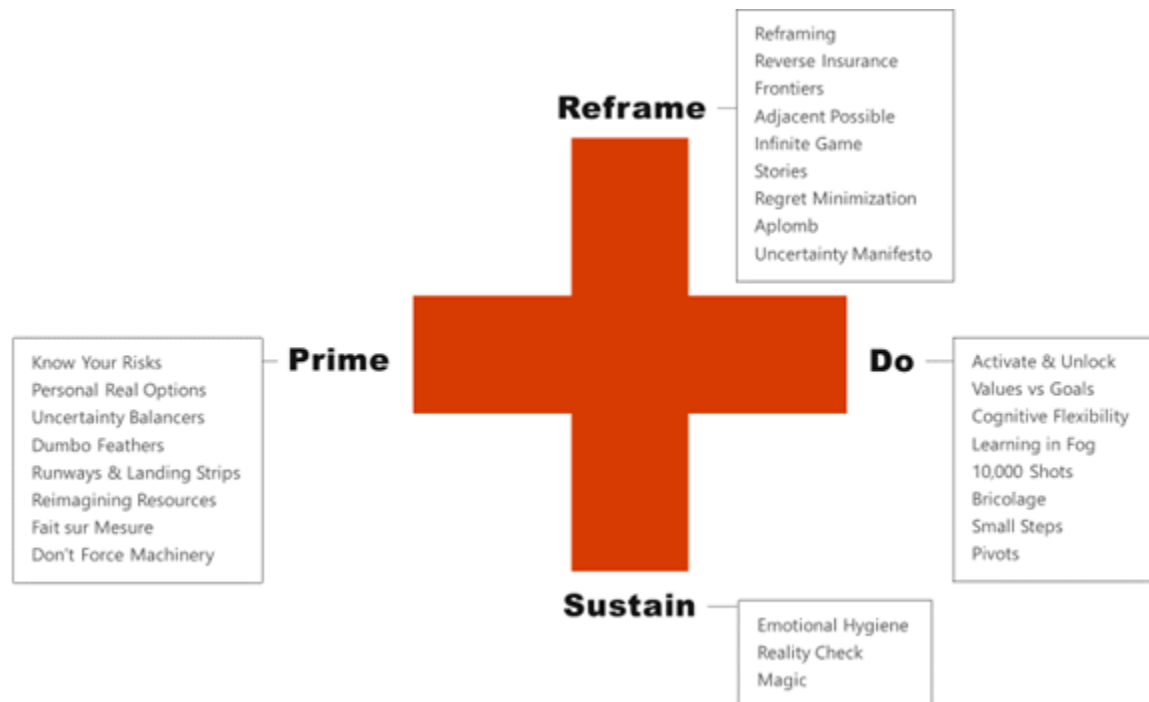 Reframe
Reframing
Reverse Insurance
Frontiers
Adjacent Possible
Infinite Game
Stories
Regret Minimization
Aplomb
Uncertainty Manifesto
Prime
Know Your Risks
Personal Real Options
Uncertainty Balancers
Dumbo Feathers
Runways & Landing Strips
Reimagining Resources
Fait sur Mesure
Don't Force Machinery
Do
Activate & Unlock
Values vs Goals
Cognitive Flexibility
Learning in Fog
10,000 Shots
Bricolage
Small Steps
Pivots
Sustain
Emotional Hygiene
Reality Check
Magic